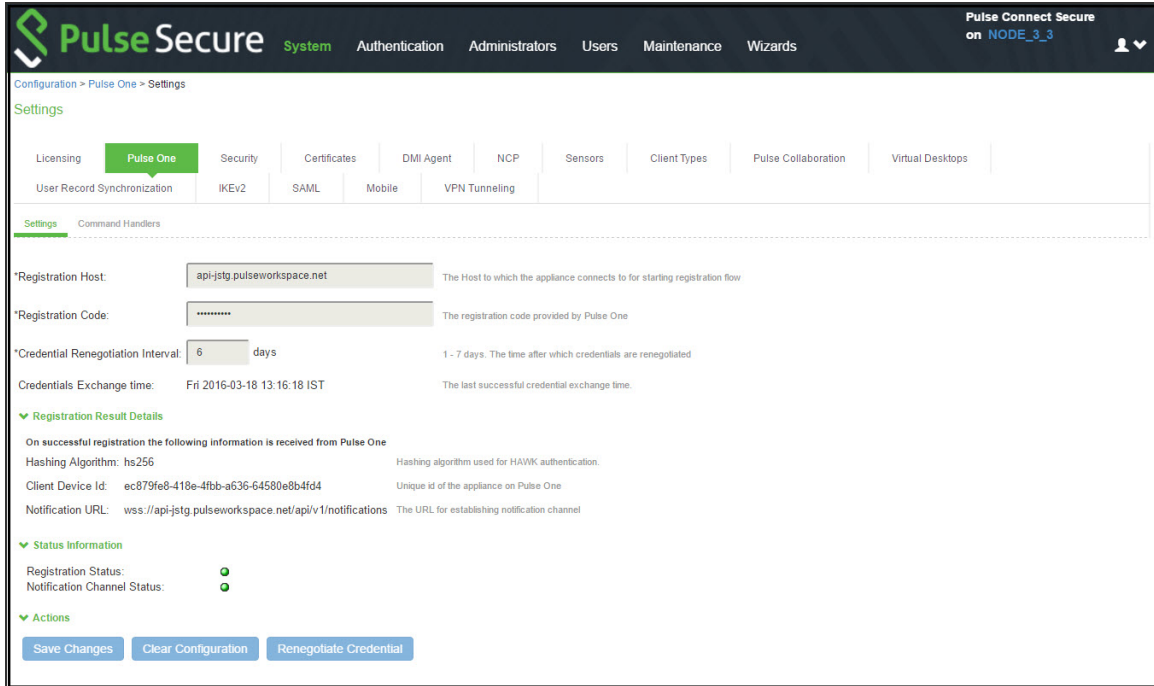 Pulse Secure
System Authentication Administrators Users Maintenance Wizards
Pulse Connect Secure
on NODE_3_3
Configuration > Pulse One > Settings
Settings
Licensing Pulse One Security Certificates DMI Agent NCP Sensors Client Types Pulse Collaboration Virtual Desktops
User Record Synchronization IKEv2 SAML Mobile VPN Tunneling
Settings Command Handlers
*Registration Host: api-jstg.pulseworkspace.net The Host to which the appliance connects to for starting registration flow
*Registration Code: •••••••••• The registration code provided by Pulse One
*Credential Renegotiation Interval: 6 days 1 - 7 days. The time after which credentials are renegotiated
Credentials Exchange time: Fri 2016-03-18 13:16:18 IST The last successful credential exchange time.
Registration Result Details
On successful registration the following information is received from Pulse One
Hashing Algorithm: hs256 Hashing algorithm used for HAWK authentication.
Client Device Id: ec879fe8-418e-4fbb-a636-64580e8b4fd4 Unique id of the appliance on Pulse One
Notification URL: wss://api-jstg.pulseworkspace.net/api/v1/notifications The URL for establishing notification channel
Status Information
Registration Status:
Notification Channel Status:
Actions
Save Changes Clear Configuration Renegotiate Credential